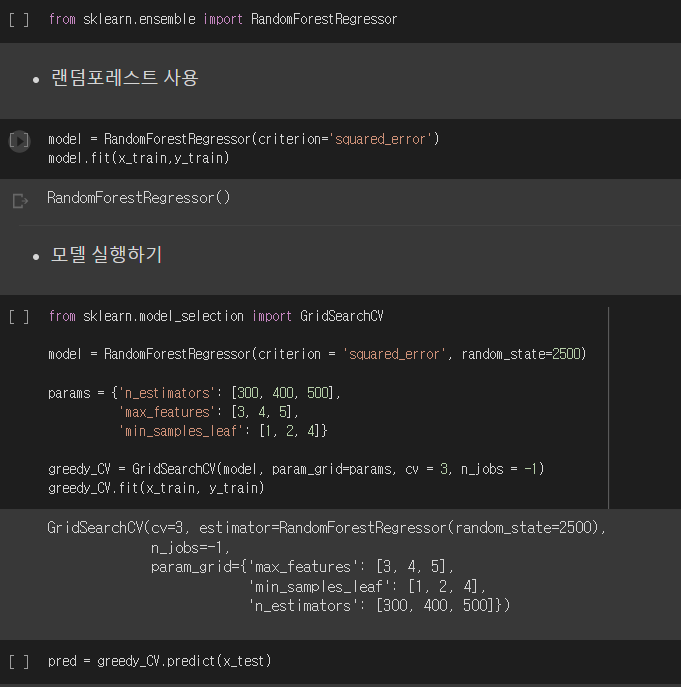 [ ] from sklearn.ensemble import RandomForestRegressor
• 랜덤포레스트 사용
[ ] model = RandomForestRegressor(criterion='squared_error')
model.fit(x_train,y_train)
RandomForestRegressor()
• 모델 실행하기
[ ] from sklearn.model_selection import GridSearchCV
model = RandomForestRegressor(criterion = 'squared_error', random_state=2500)
params = {'n_estimators': [300, 400, 500],
'max_features': [3, 4, 5],
'min_samples_leaf': [1, 2, 4]}
greedy_CV = GridSearchCV(model, param_grid=params, cv = 3, n_jobs = -1)
greedy_CV.fit(x_train, y_train)
GridSearchCV(cv=3, estimator=RandomForestRegressor(random_state=2500),
n_jobs=-1,
param_grid={'max_features': [3, 4, 5],
'min_samples_leaf': [1, 2, 4],
'n_estimators': [300, 400, 500]})
[ ] pred = greedy_CV.predict(x_test)